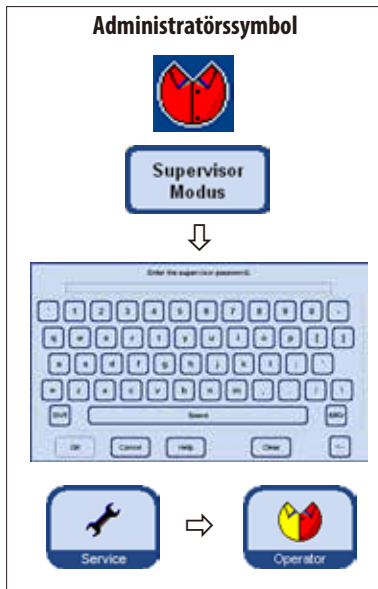 Administratörssymbol
Supervisor
Modus
Enter the supervisor password.
1 2 3 4 5 6 7 8 9 0 -
q w e r t y u i o p [ ]
a s d f g h j k l ; '
z x c v b n m , . /
Shift Space
OK Cancel Help Clear <--
Service
Operator